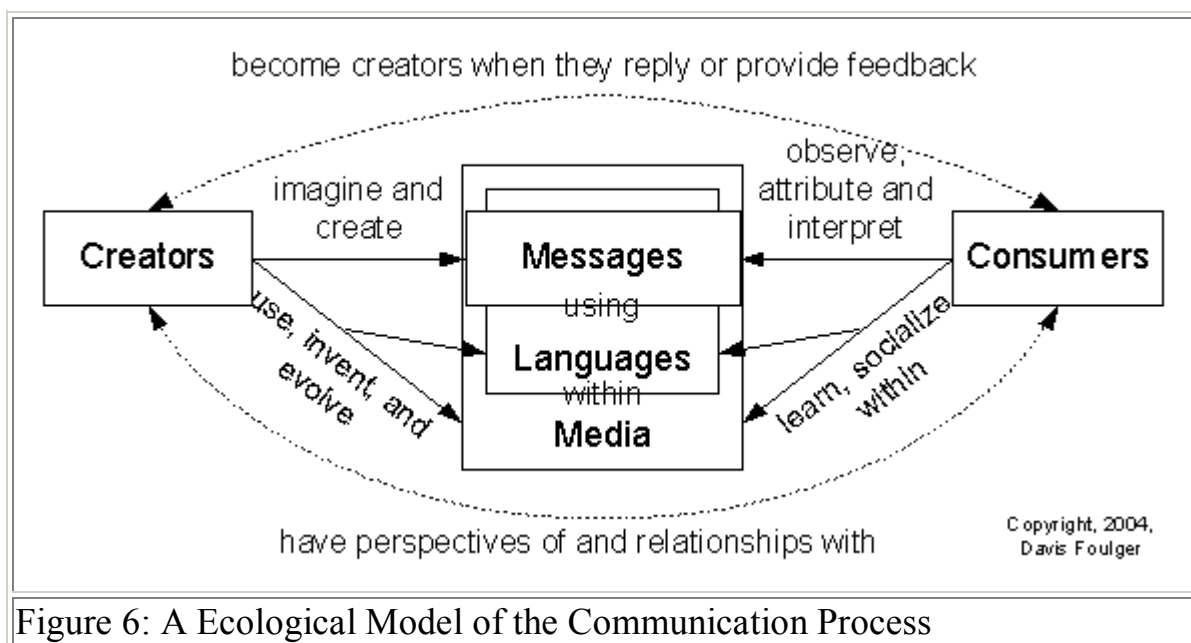 become creators when they reply or provide feedback
imagine and
create
observe,
attribute and
interpret
Creators
Messages
Consumers
using
Languages
within
Media
use, invent, and
evolve
learn, socialize
within
have perspectives of and relationships with
Copyright, 2004,
Davis Foulger
Figure 6: A Ecological Model of the Communication Process